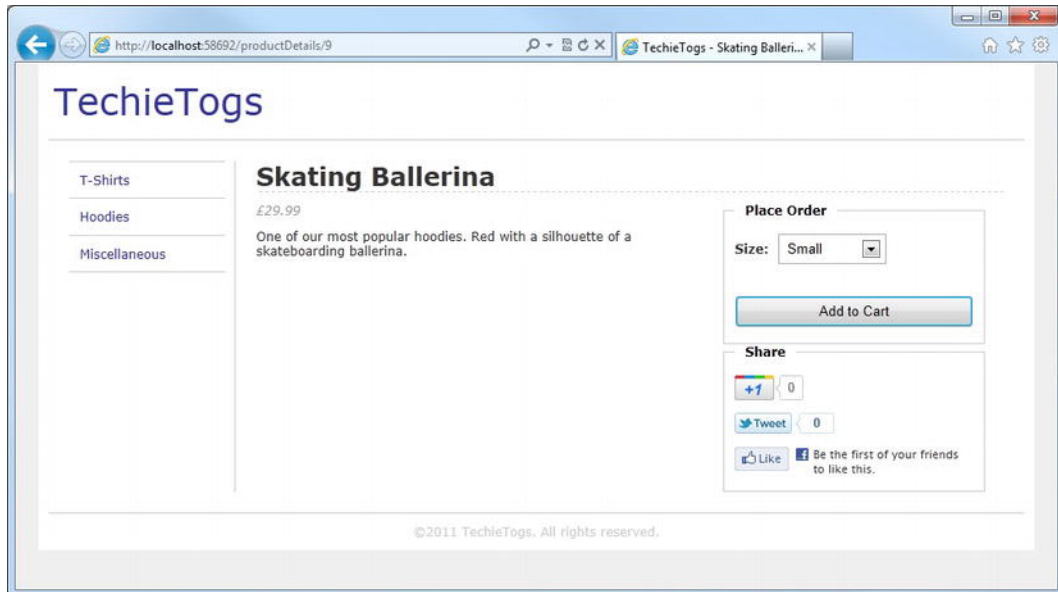 http://localhost:58692/productDetails/9
TechieTogs - Skating Balleri...
TechieTogs
T-Shirts
Hoodies
Miscellaneous
Skating Ballerina
£29.99
One of our most popular hoodies. Red with a silhouette of a
skateboarding ballerina.
Place Order
Size: Small
Add to Cart
Share
+1 0
Tweet 0
Like Be the first of your friends
to like this.
©2011 TechieTogs. All rights reserved.